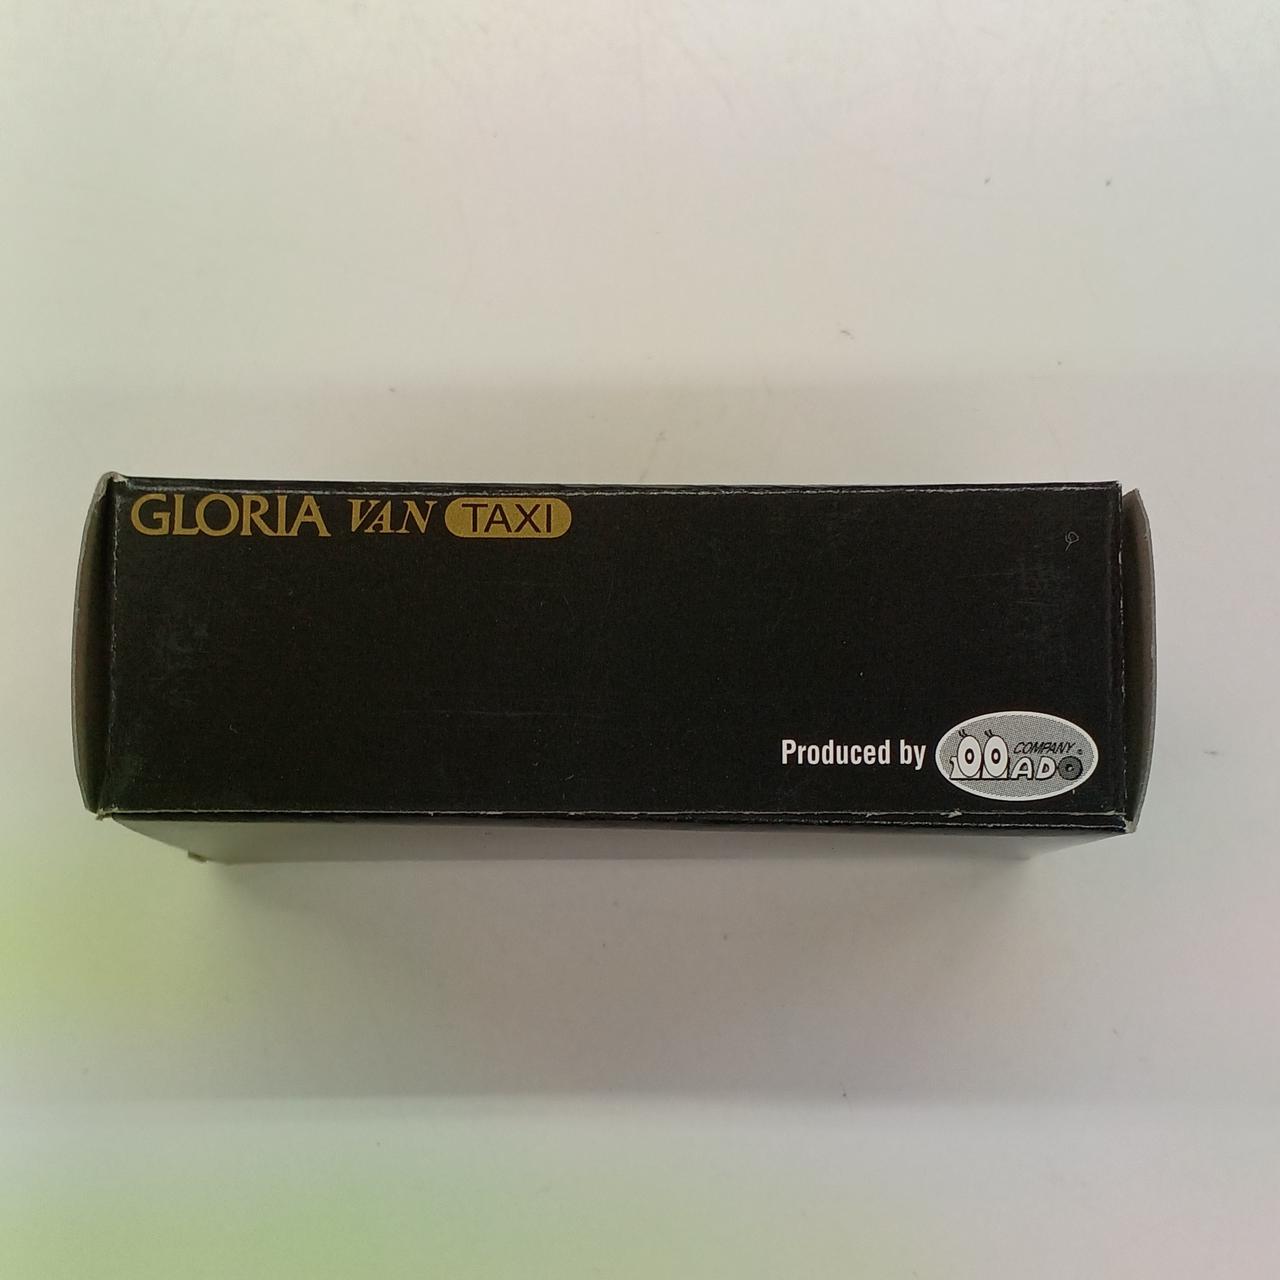 GLORIA VAN TAXI
Produced by
COMPANY
ADO